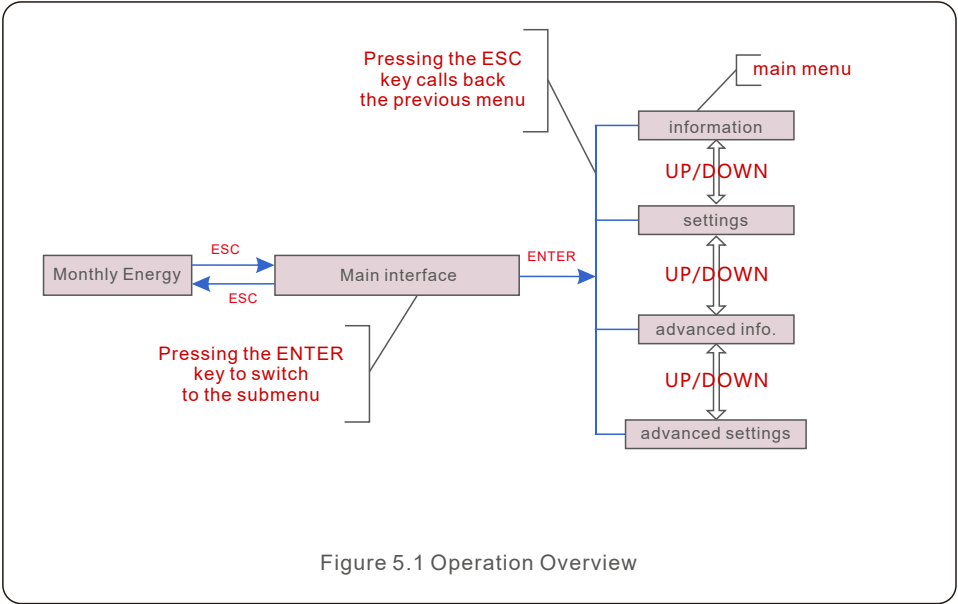 Pressing the ESC
key calls back
the previous menu
main menu
information
UP/DOWN
settings
ESC
ENTER
Monthly Energy
Main interface
UP/DOWN
ESC
advanced info.
Pressing the ENTER
key to switch
to the submenu
UP/DOWN
advanced settings
Figure 5.1 Operation Overview